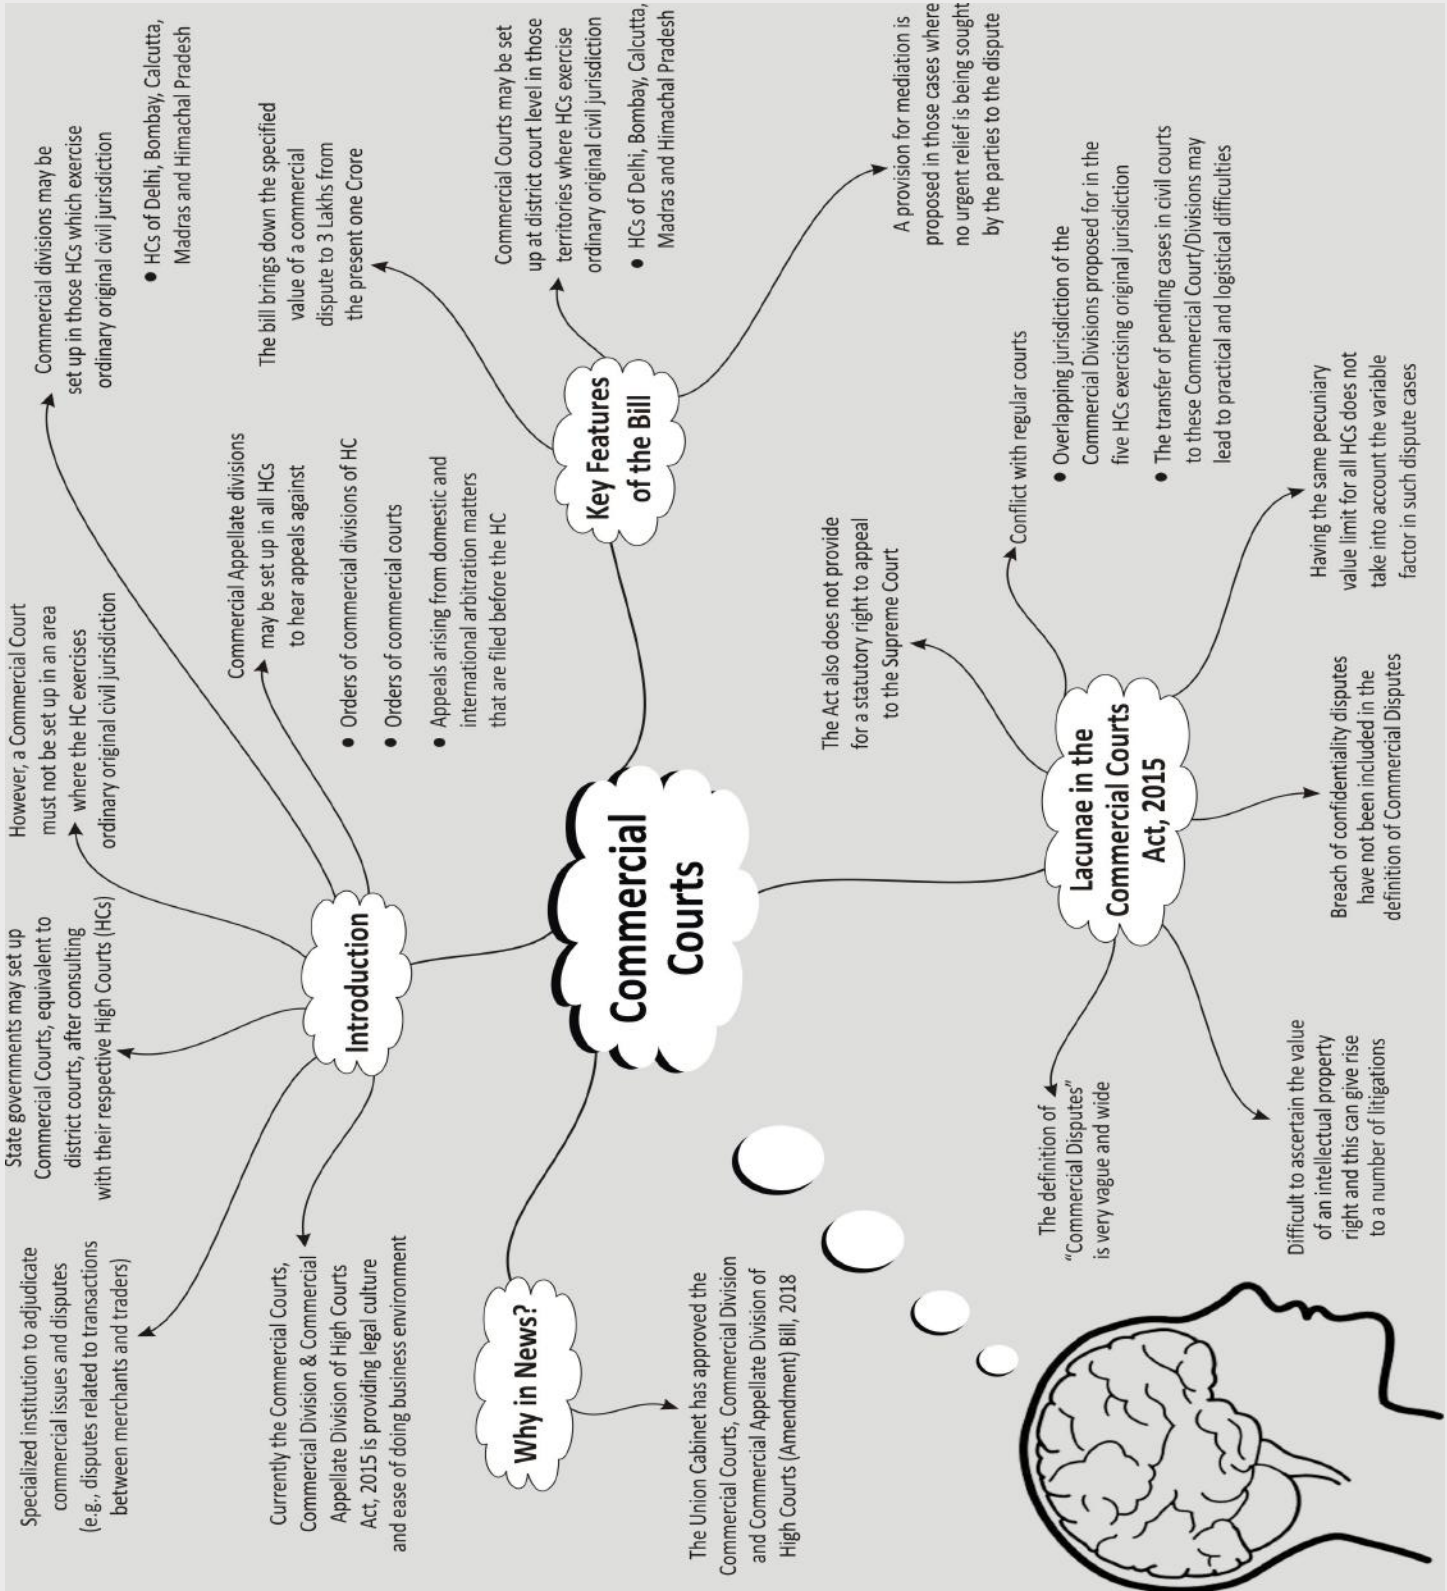 Commercial
Courts
Why in News?
The Union Cabinet has approved the
Commercial Courts, Commercial Division
and Commercial Appellate Division of
High Courts (Amendment) Bill, 2018
Introduction
Specialized institution to adjudicate
commercial issues and disputes
(e.g., disputes related to transactions
between merchants and traders)
Currently the Commercial Courts,
Commercial Division & Commercial
Appellate Division of High Courts
Act, 2015 is providing legal culture
and ease of doing business environment
State governments may set up
Commercial Courts, equivalent to
district courts, after consulting
with their respective High Courts (HCs)
However, a Commercial Court
must not be set up in an area
where the HC exercises
ordinary original civil jurisdiction
Commercial divisions may be
set up in those HCs which exercise
ordinary original civil jurisdiction
● HCs of Delhi, Bombay, Calcutta,
Madras and Himachal Pradesh
Commercial Appellate divisions
may be set up in all HCs
to hear appeals against
● Orders of commercial divisions of HC
● Orders of commercial courts
● Appeals arising from domestic and
international arbitration matters
that are filed before the HC
Key Features
of the Bill
The bill brings down the specified
value of a commercial
dispute to 3 Lakhs from
the present one Crore
Commercial Courts may be set
up at district court level in those
territories where HCs exercise
ordinary original civil jurisdiction
● HCs of Delhi, Bombay, Calcutta,
Madras and Himachal Pradesh
A provision for mediation is
proposed in those cases where
no urgent relief is being sought
by the parties to the dispute
Lacunae in the
Commercial Courts
Act, 2015
The Act also does not provide
for a statutory right to appeal
to the Supreme Court
Conflict with regular courts
● Overlapping jurisdiction of the
Commercial Divisions proposed for in the
five HCs exercising original jurisdiction
● The transfer of pending cases in civil courts
to these Commercial Court/Divisions may
lead to practical and logistical difficulties
Having the same pecuniary
value limit for all HCs does not
take into account the variable
factor in such dispute cases
Breach of confidentiality disputes
have not been included in the
definition of Commercial Disputes
Difficult to ascertain the value
of an intellectual property
right and this can give rise
to a number of litigations
The definition of
“Commercial Disputes”
is very vague and wide